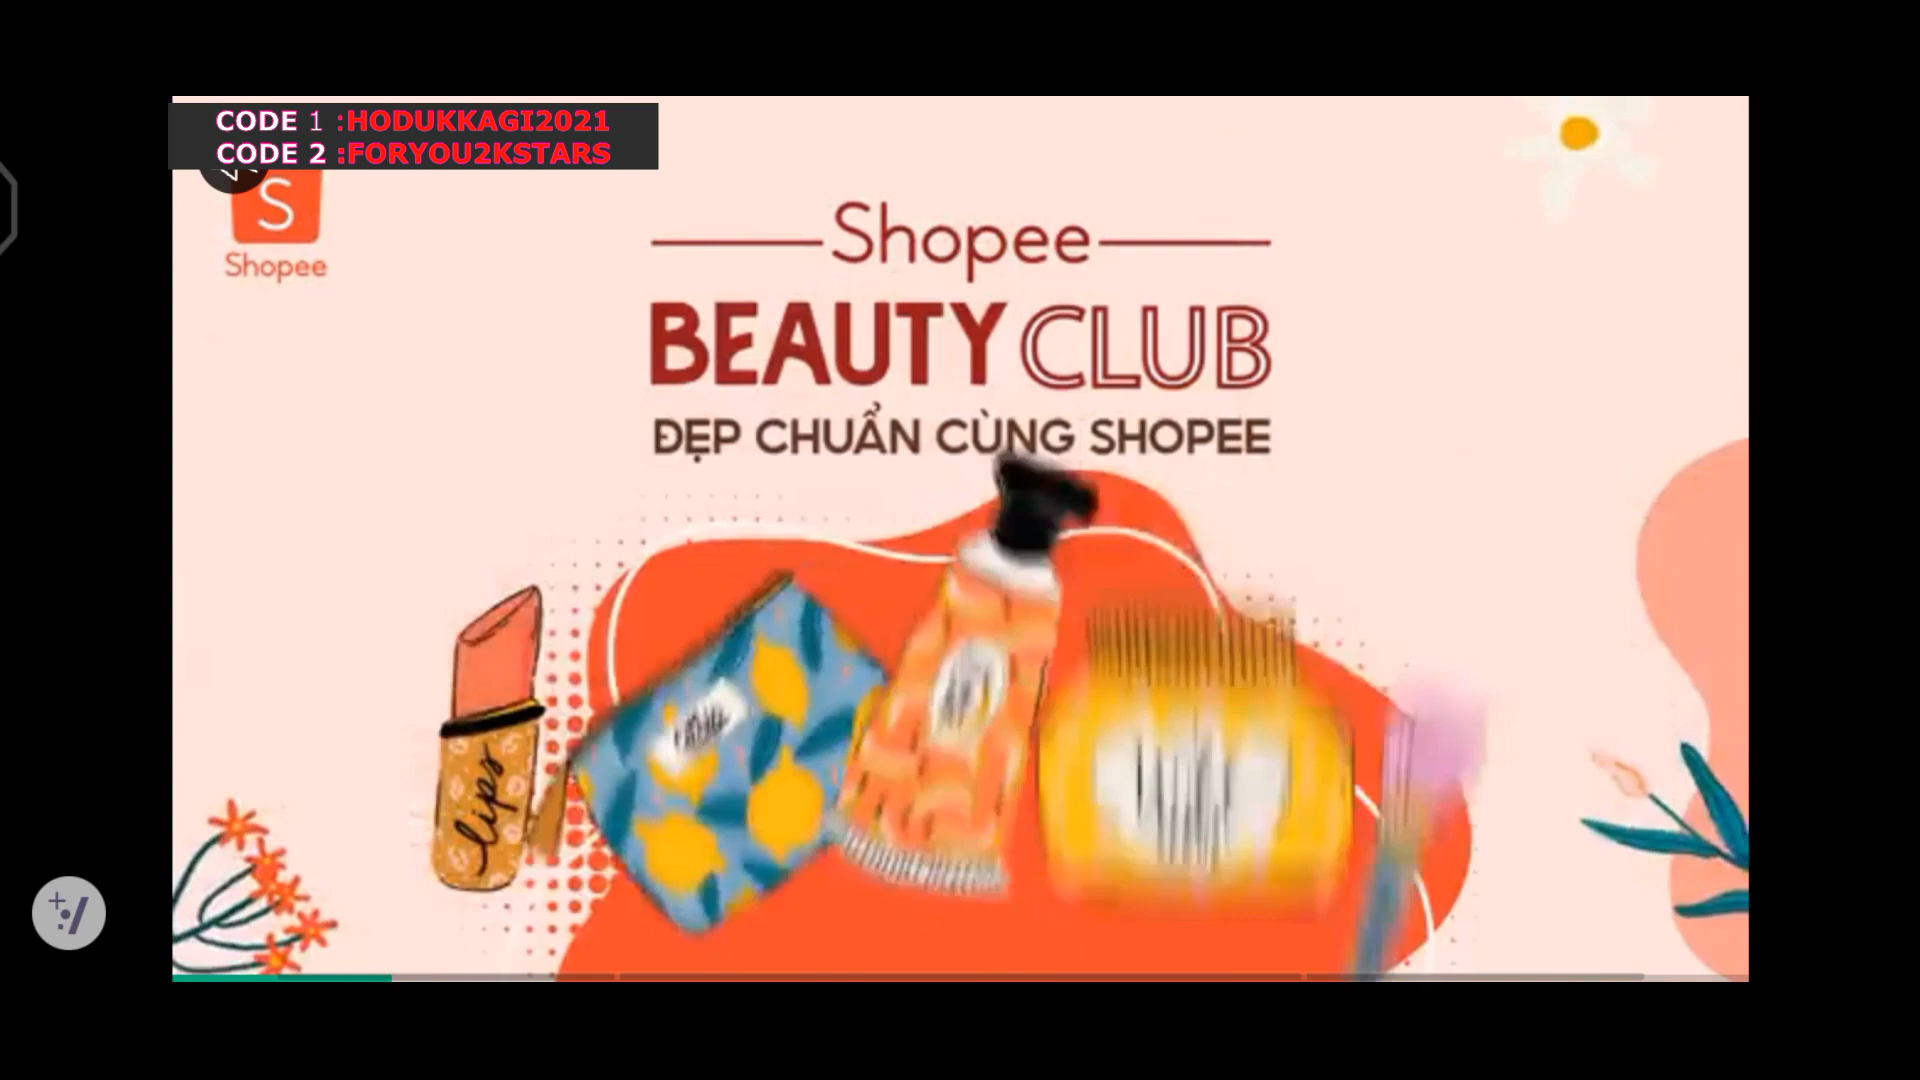 CODE 1 :HODUKKAGI2021
CODE 2 :FORYOU2KSTARS
S
Shopee
Shopee
BEAUTY CLUB
ĐẸP CHUẨN CÙNG SHOPEE
lips